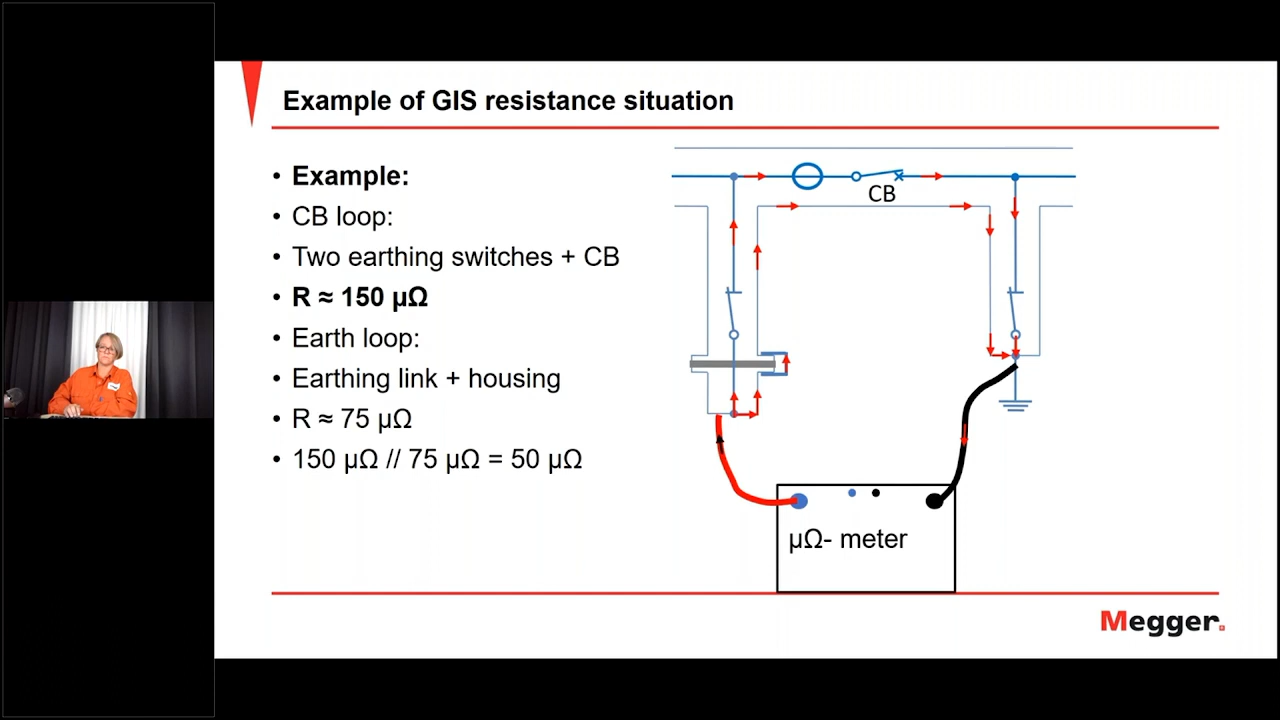 Example of GIS resistance situation
• Example:
• CB loop:
• Two earthing switches + CB
• R ≈ 150 µΩ
• Earth loop:
• Earthing link + housing
• R ≈ 75 µΩ
• 150 µΩ // 75 µΩ = 50 µΩ
CB
µΩ- meter
Megger.